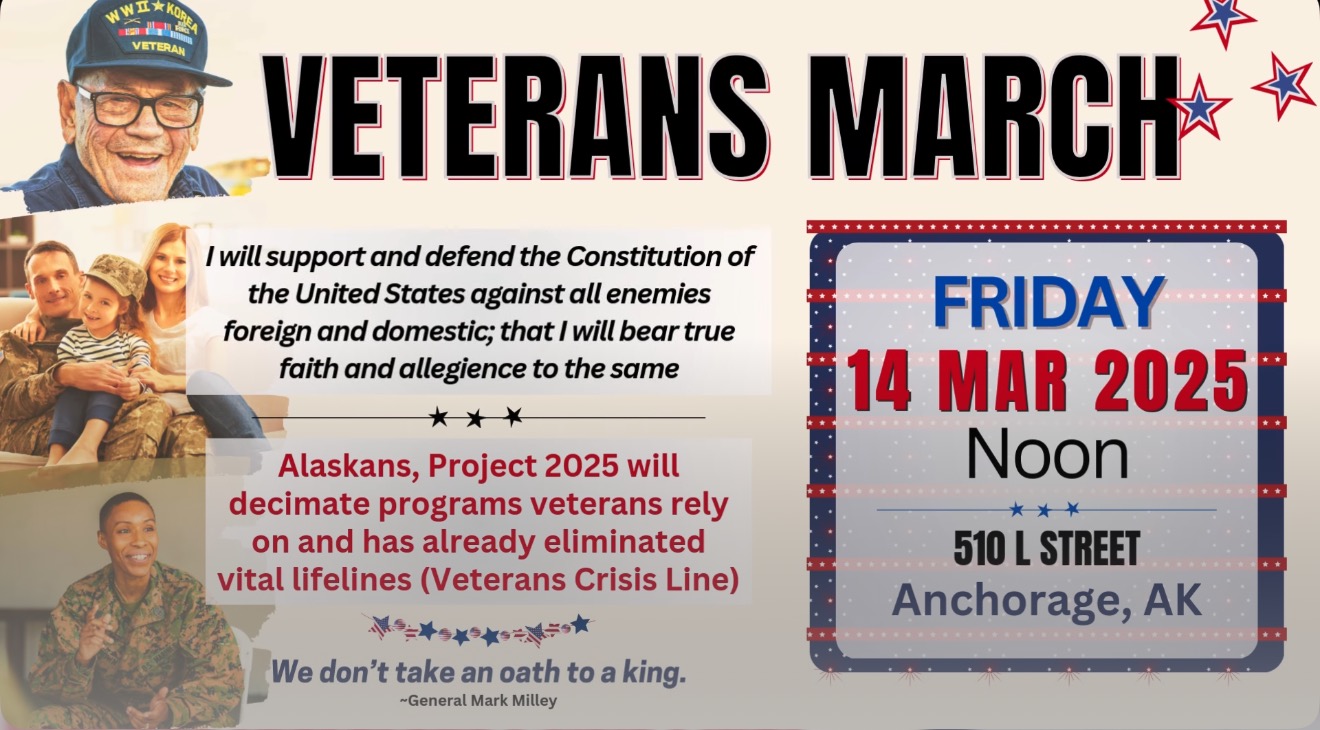 WWII ★ KOREA
VETERAN
VETERANS MARCH
I will support and defend the Constitution of
the United States against all enemies
foreign and domestic; that I will bear true
faith and allegience to the same
Alaskans, Project 2025 will
decimate programs veterans rely
on and has already eliminated
vital lifelines (Veterans Crisis Line)
We don't take an oath to a king.
~General Mark Milley
FRIDAY
14 MAR 2025
Noon
510 L STREET
Anchorage, AK